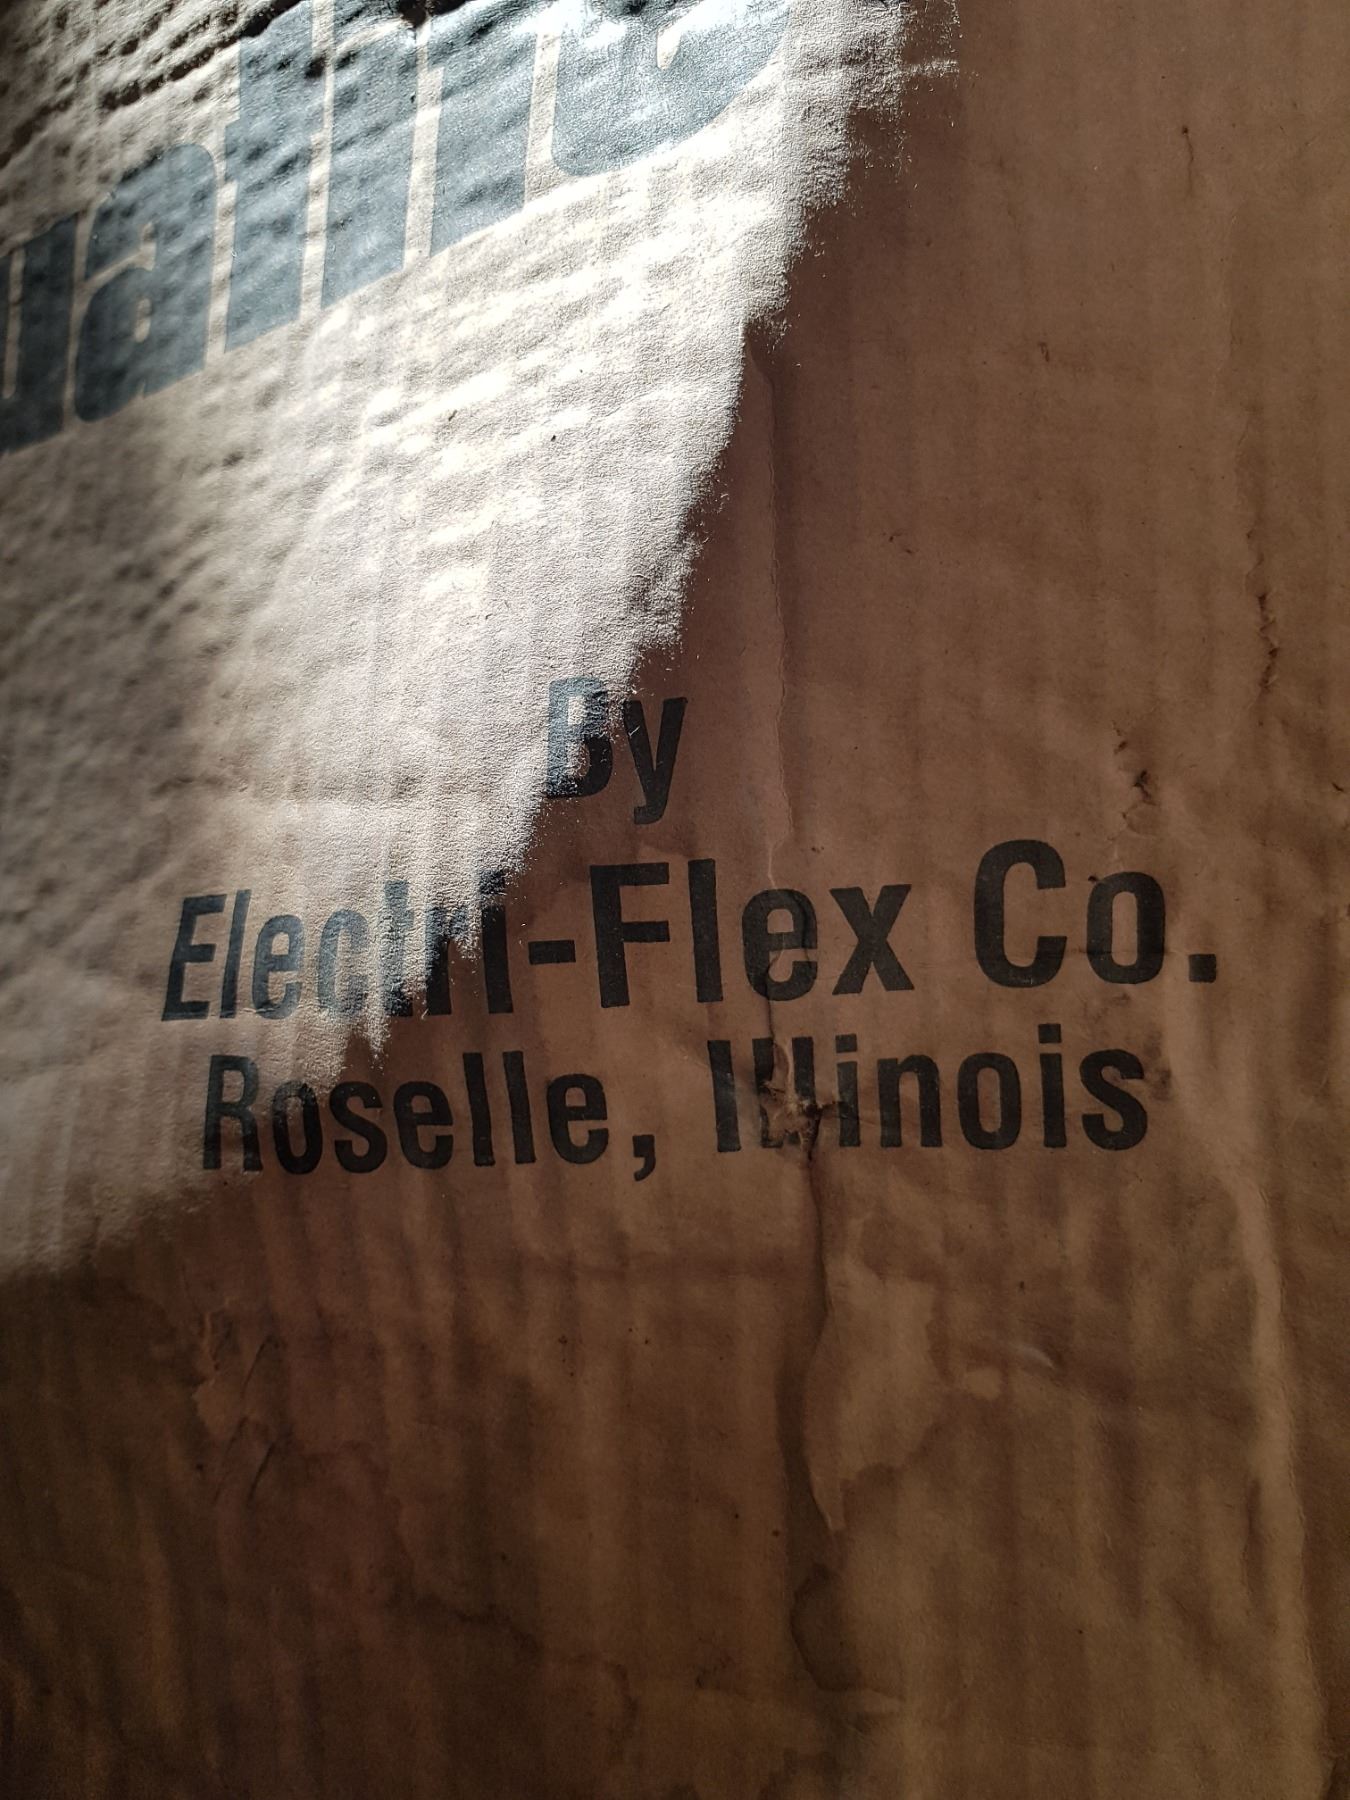 By
Electri-Flex Co.
Roselle, Illinois